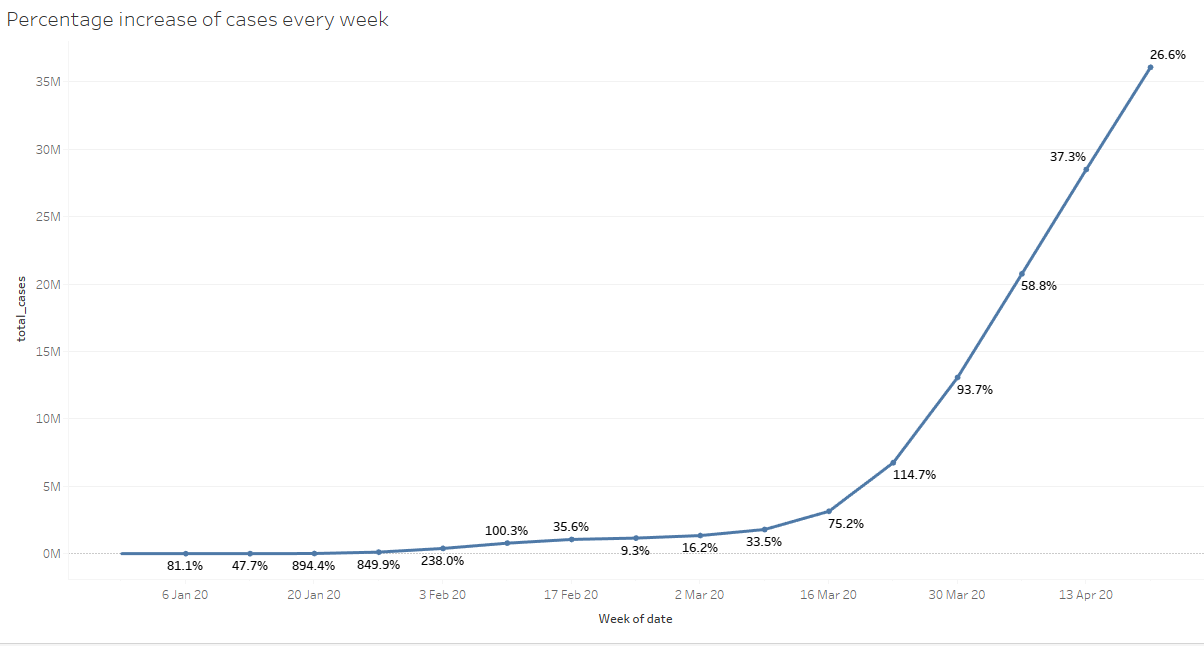 Percentage increase of cases every week
26.6%
35M
37.3%
30M
25M
20M
58.8%
total_cases
15M
93.7%
10M
114.7%
5M
100.3%
35.6%
75.2%
33.5%
0M
9.3%
16.2%
81.1%
47.7%
894.4%
849.9%
238.0%
6 Jan 20
20 Jan 20
3 Feb 20
17 Feb 20
2 Mar 20
16 Mar 20
30 Mar 20
13 Apr 20
Week of date